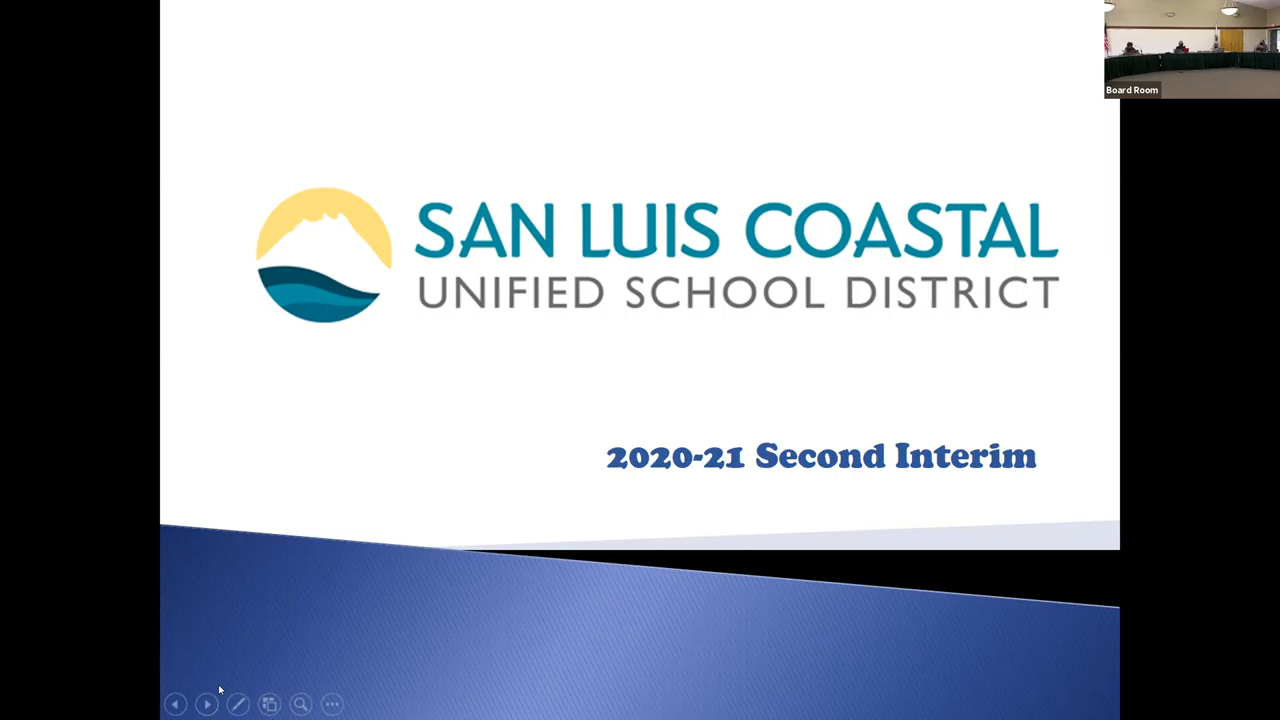 Board Room
SAN LUIS COASTAL
UNIFIED SCHOOL DISTRICT
2020-21 Second Interim